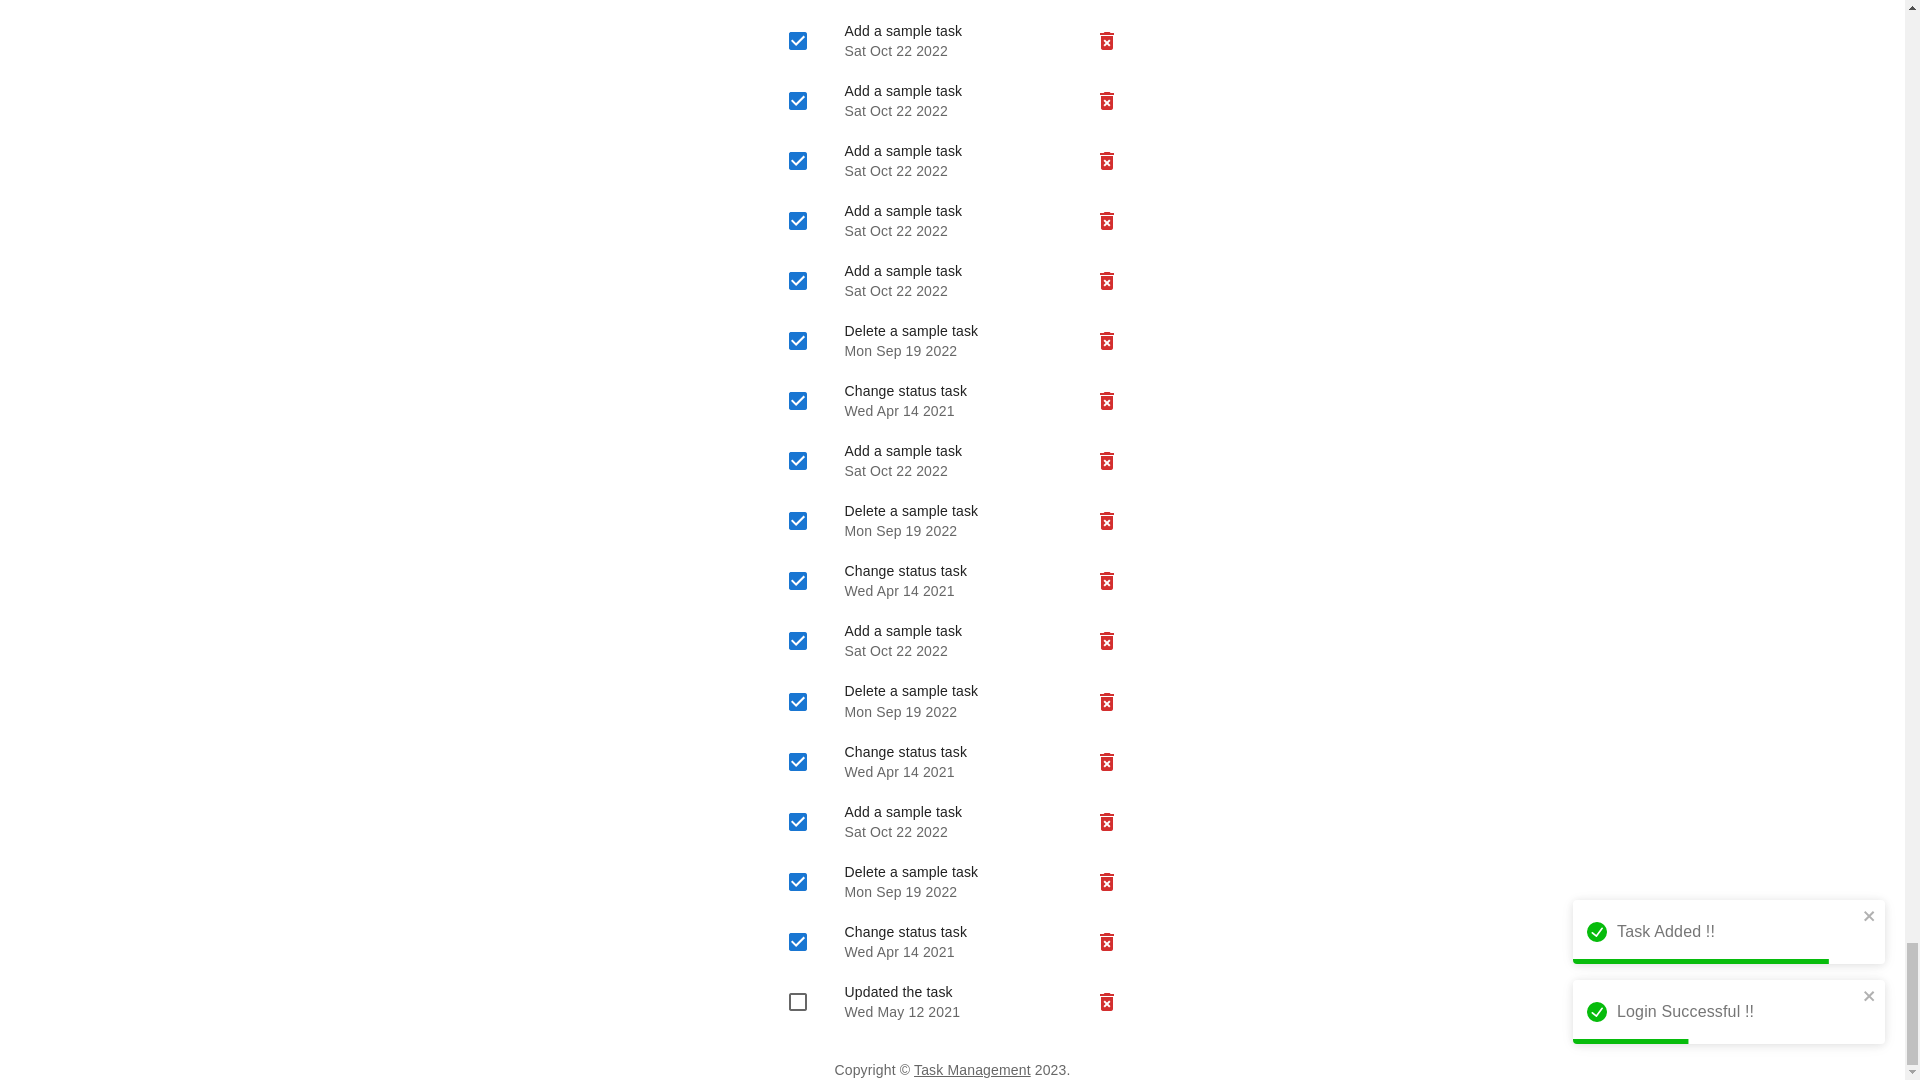 Add a sample task
Sat Oct 22 2022
Add a sample task
Sat Oct 22 2022
Add a sample task
Sat Oct 22 2022
Add a sample task
Sat Oct 22 2022
Add a sample task
Sat Oct 22 2022
Delete a sample task
Mon Sep 19 2022
Change status task
Wed Apr 14 2021
Add a sample task
Sat Oct 22 2022
Delete a sample task
Mon Sep 19 2022
Change status task
Wed Apr 14 2021
Add a sample task
Sat Oct 22 2022
Delete a sample task
Mon Sep 19 2022
Change status task
Wed Apr 14 2021
Add a sample task
Sat Oct 22 2022
Delete a sample task
Mon Sep 19 2022
Change status task
Wed Apr 14 2021
Updated the task
Wed May 12 2021
Task Added !!
Login Successful !!
Copyright © Task Management 2023.